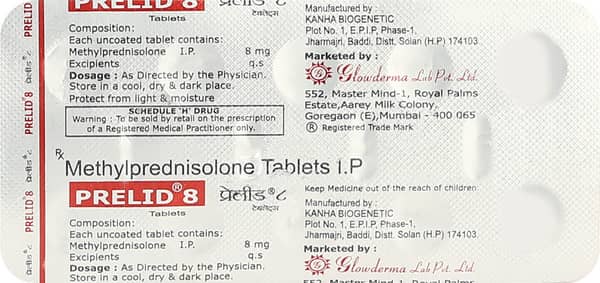 PRELID 8 प्रेलीड ८
Tablets टेबलेट्स
Composition:
Each uncoated tablet contains:
Methylprednisolone I.P. 8 mg
Excipients q.s
Dosage : As Directed by the Physician.
Store in a cool, dry & dark place.
Protect from light & moisture
SCHEDULE 'H' DRUG
Warning : To be sold by retail on the prescription
of a Registered Medical Practitioner only.
Manufactured by :
KANHA BIOGENETIC
Plot No. 1, E.P.I.P, Phase-1,
Jharmajri, Baddi, Distt. Solan (H.P) 174103.
Marketed by :
Glowderma Lab Pvt. Ltd.
552, Master Mind-1, Royal Palms
Estate,Aarey Milk Colony,
Goregaon (E),Mumbai - 400 065
® Registered Trade Mark
Rx Methylprednisolone Tablets I.P
PRELID® 8 प्रेलीड® ८
Tablets टेबलेट्स
Composition:
Each uncoated tablet contains:
Methylprednisolone I.P. 8 mg
Excipients q.s
Dosage : As Directed by the Physician.
Store in a cool, dry & dark place.
Keep Medicine out of the reach of children.
Manufactured by :
KANHA BIOGENETIC
Plot No. 1, E.P.I.P, Phase-1,
Jharmajri, Baddi, Distt. Solan (H.P) 174103.
Marketed by :
Glowderma Lab Pvt. Ltd.
552, Master Mind-1, Royal Palms
PRELID® 8
PRELID® 8